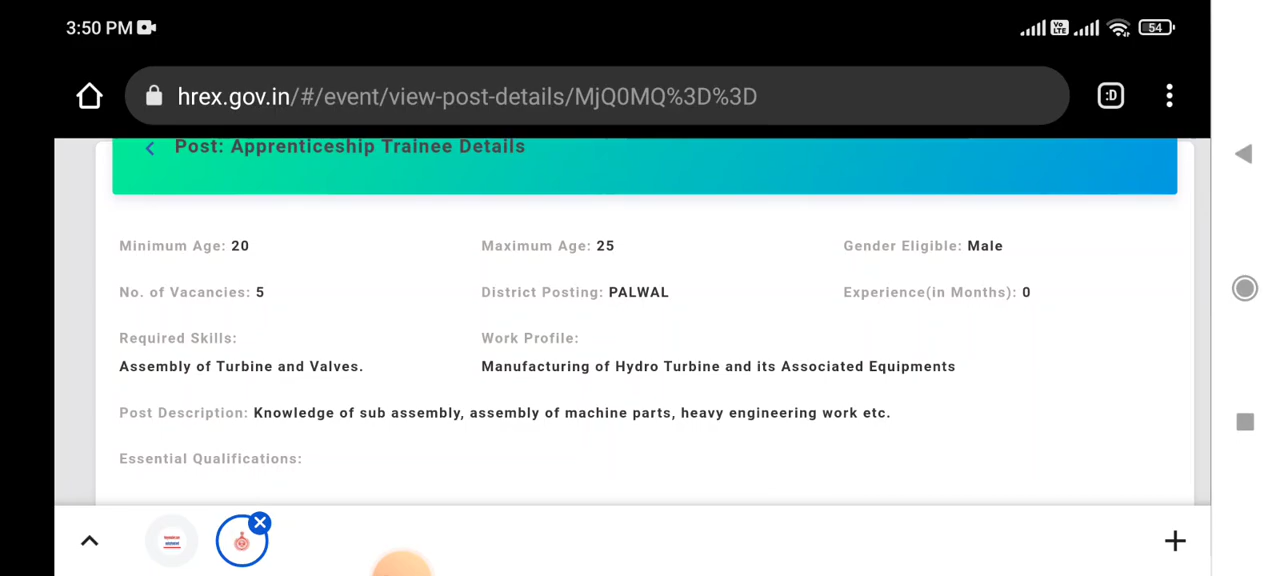 3:50 PM
Vo LTE
54
hrex.gov.in/#/event/view-post-details/MjQ0MQ%3D%3D
:D
Post: Apprenticeship Trainee Details
Minimum Age: 20 Maximum Age: 25 Gender Eligible: Male
No. of Vacancies: 5 District Posting: PALWAL Experience(in Months): 0
Required Skills: Work Profile:
Assembly of Turbine and Valves. Manufacturing of Hydro Turbine and its Associated Equipments
Post Description: Knowledge of sub assembly, assembly of machine parts, heavy engineering work etc.
Essential Qualifications: